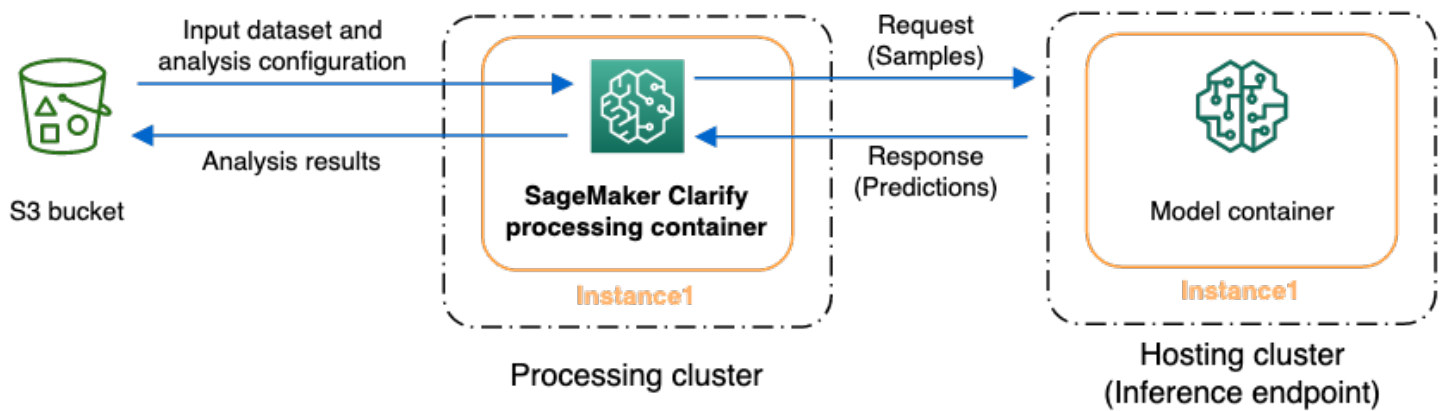 Input dataset and
analysis configuration
Analysis results
S3 bucket
SageMaker Clarify
processing container
Instance1
Processing cluster
Request
(Samples)
Response
(Predictions)
Model container
Instance1
Hosting cluster
(Inference endpoint)